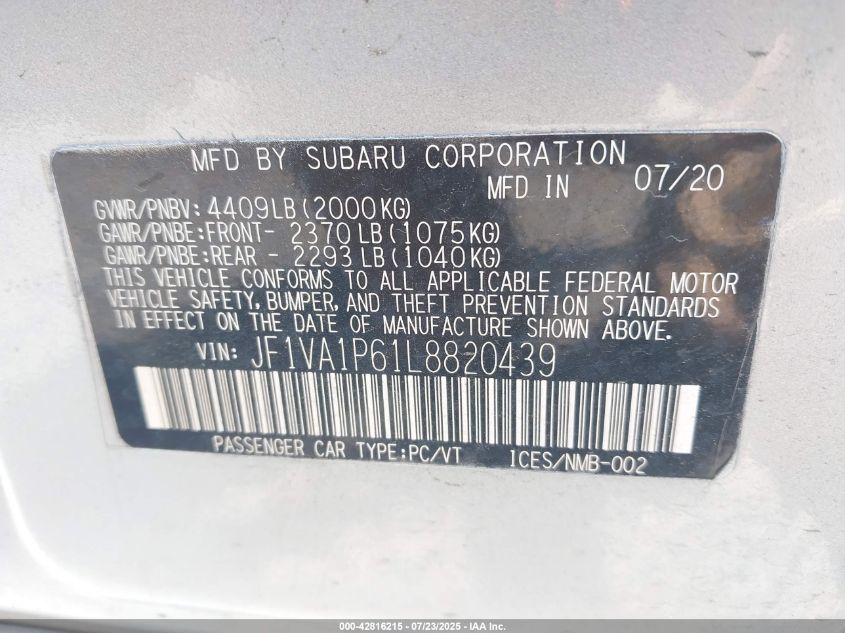 MFD BY SUBARU CORPORATION
MFD IN 07/20
GVWR/PNBV: 4409LB(2000KG)
GAWR/PNBE:FRONT- 2370LB(1075KG)
GAWR/PNBE:REAR - 2293LB(1040KG)
THIS VEHICLE CONFORMS TO ALL APPLICABLE FEDERAL MOTOR
VEHICLE SAFETY, BUMPER, AND THEFT PREVENTION STANDARDS
IN EFFECT ON THE DATE OF MANUFACTURE SHOWN ABOVE.
VIN: JF1VA1P61L8820439
PASSENGER CAR TYPE:PC/VT ICES/NMB-002
000-42816215 - 07/23/2025 - IAA Inc.